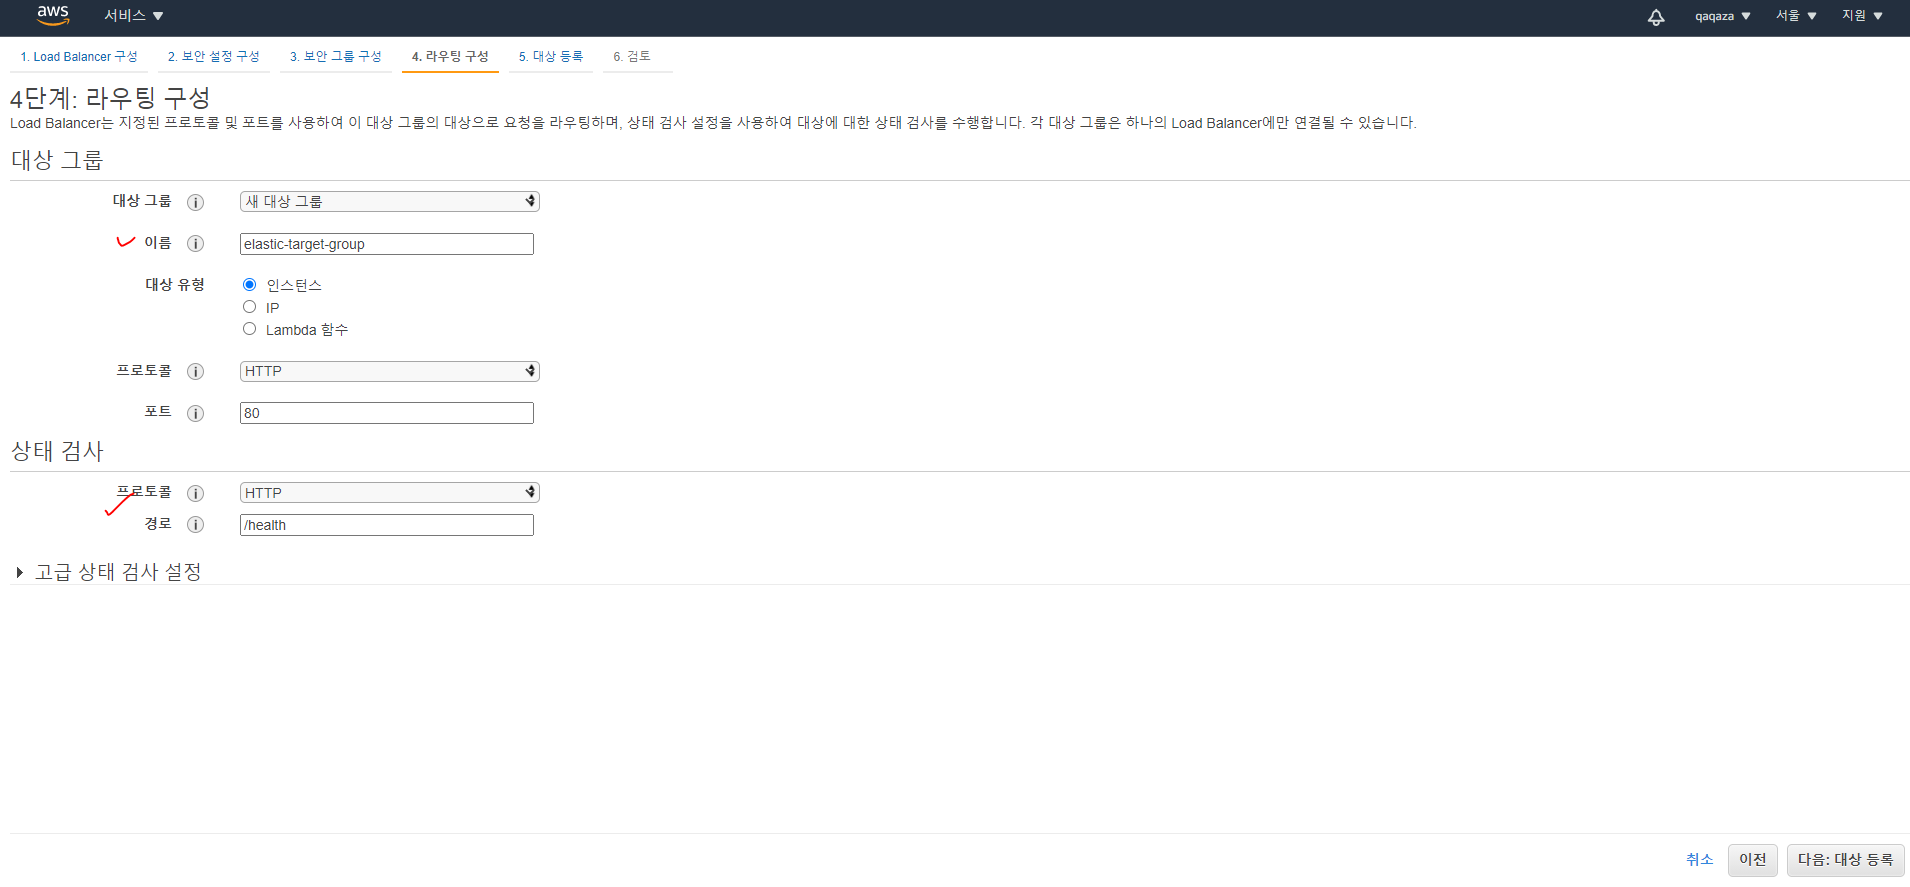 aws 서비스 qaqaza 서울 지원
1. Load Balancer 구성 2. 보안 설정 구성 3. 보안 그룹 구성 4. 라우팅 구성 5. 대상 등록 6. 검토
4단계: 라우팅 구성
Load Balancer는 지정된 프로토콜 및 포트를 사용하여 이 대상 그룹의 대상으로 요청을 라우팅하며, 상태 검사 설정을 사용하여 대상에 대한 상태 검사를 수행합니다. 각 대상 그룹은 하나의 Load Balancer에만 연결될 수 있습니다.
대상 그룹
대상 그룹 i 새 대상 그룹
이름 i elastic-target-group
대상 유형 인스턴스
IP
Lambda 함수
프로토콜 i HTTP
포트 i 80
상태 검사
프로토콜 i HTTP
경로 i /health
고급 상태 검사 설정
취소 이전 다음: 대상 등록